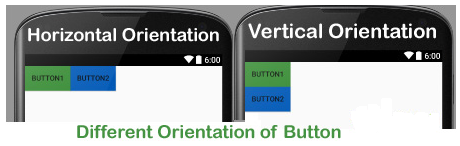 Horizontal Orientation
6:00
BUTTON1 BUTTON2
Vertical Orientation
6:00
BUTTON1
BUTTON2
Different Orientation of Button